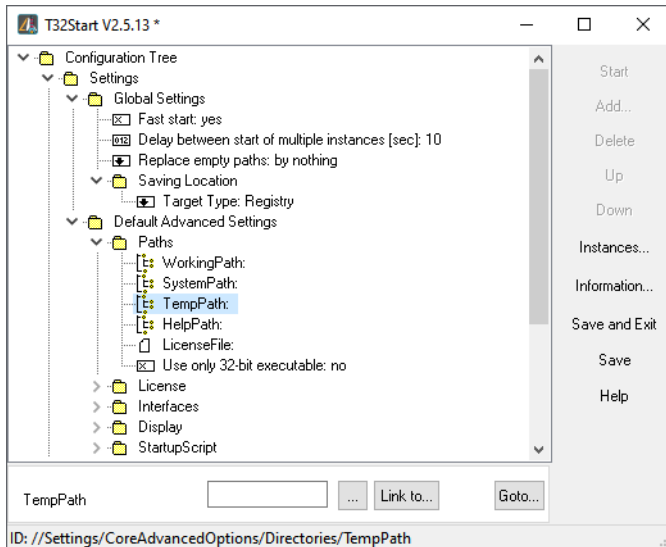 T32Start V2.5.13 *
Configuration Tree
Settings
Global Settings
Fast start: yes
012 Delay between start of multiple instances [sec]: 10
Replace empty paths: by nothing
Saving Location
Target Type: Registry
Default Advanced Settings
Paths
WorkingPath:
SystemPath:
TempPath:
HelpPath:
LicenseFile:
Use only 32-bit executable: no
License
Interfaces
Display
StartupScript
Start
Add...
Delete
Up
Down
Instances...
Information...
Save and Exit
Save
Help
TempPath ... Link to... Goto...
ID: //Settings/CoreAdvancedOptions/Directories/TempPath